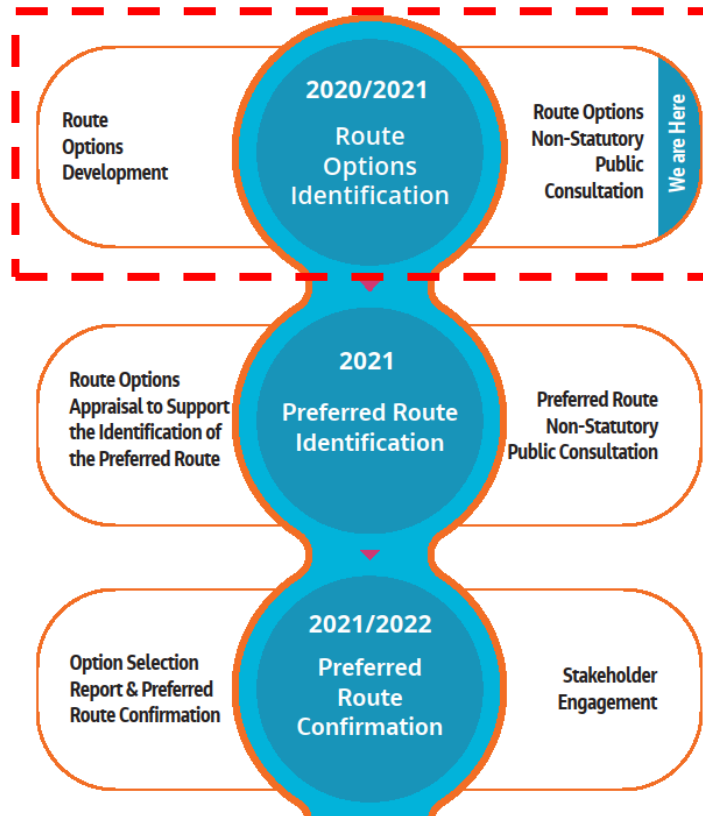 Route
Options
Development
2020/2021
Route
Options
Identification
Route Options
Non-Statutory
Public
Consultation
We are Here
Route Options
Appraisal to Support
the Identification of
the Preferred Route
2021
Preferred Route
Identification
Preferred Route
Non-Statutory
Public Consultation
Option Selection
Report & Preferred
Route Confirmation
2021/2022
Preferred
Route
Confirmation
Stakeholder
Engagement